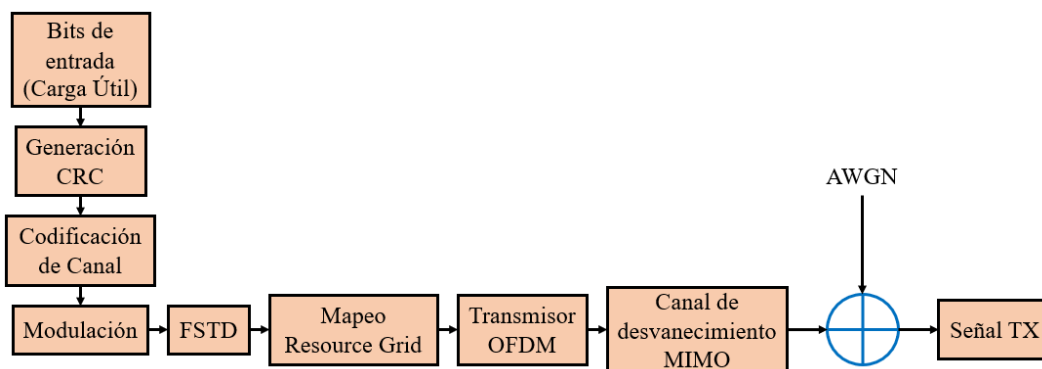 Bits de
entrada
(Carga Útil)
Generación
CRC
Codificación
de Canal
Modulación
FSTD
Mapeo
Resource Grid
Transmisor
OFDM
Canal de
desvanecimiento
MIMO
AWGN
Señal TX